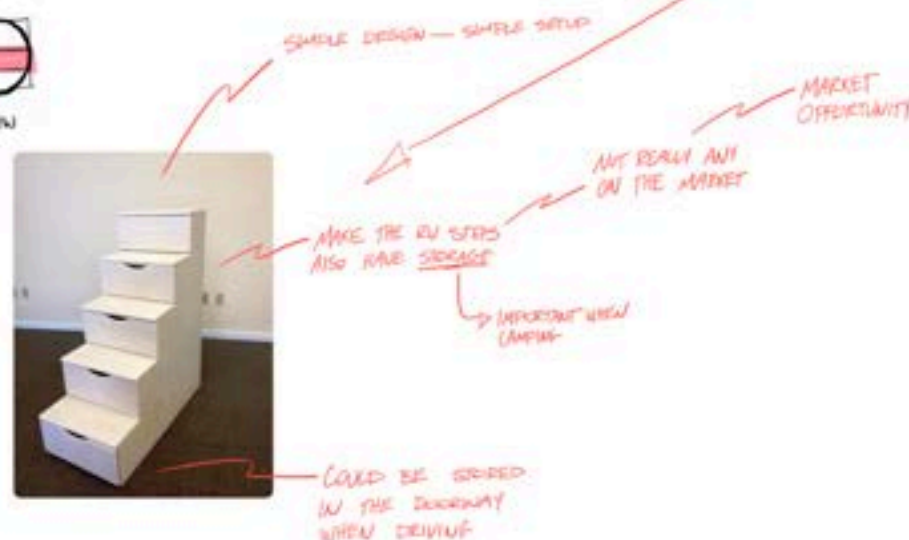 SIMPLE DESIGN — SIMPLE SETUP
MARKET
OPPORTUNITY
NOT REALLY ANY
ON THE MARKET
MAKE THE RV STEPS
ALSO HAVE STORAGE
IMPORTANT WHEN
CAMPING
COULD BE STORED
IN THE DOORWAY
WHEN DRIVING